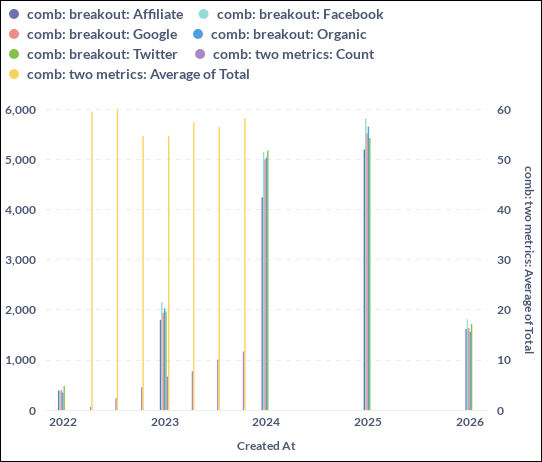 comb: breakout: Affiliate comb: breakout: Facebook
comb: breakout: Google comb: breakout: Organic
comb: breakout: Twitter comb: two metrics: Count
comb: two metrics: Average of Total
6,000 60
5,000 50
4,000 40
3,000 30
2,000 20
1,000 10
0 0
comb: two metrics: Average of Total
2022 2023 2024 2025 2026
Created At